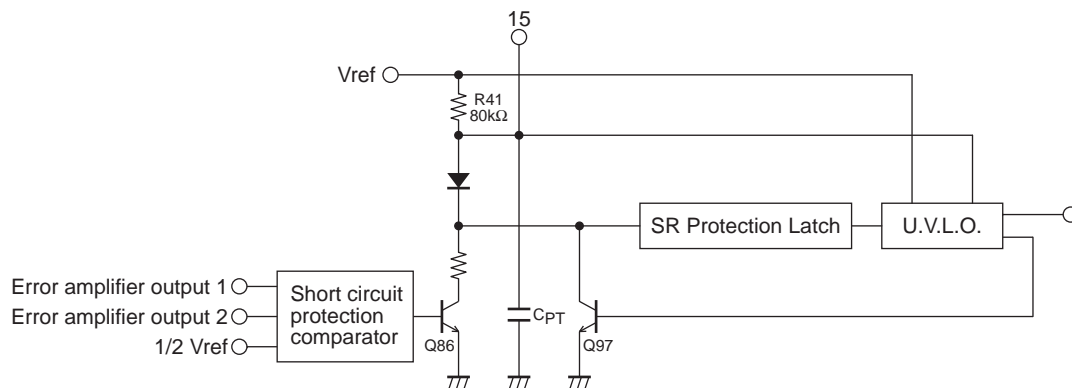 15
Vref
R41
80kΩ
SR Protection Latch
U.V.L.O.
Error amplifier output 1
Error amplifier output 2
1/2 Vref
Short circuit
protection
comparator
Q86
CPT
Q97